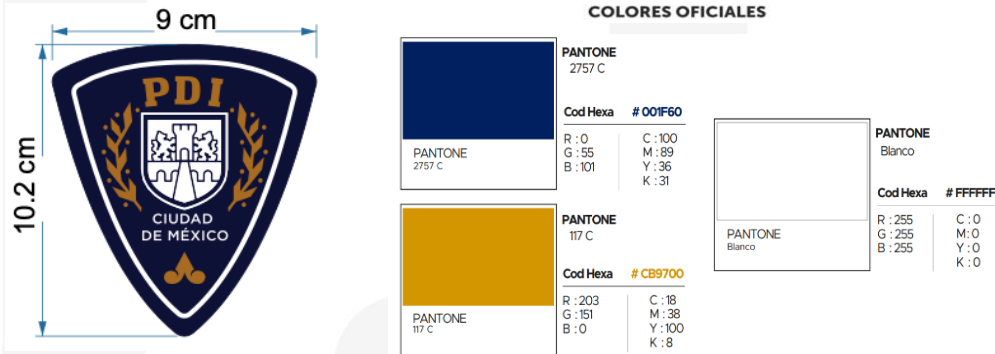 9 cm
10.2 cm
PDI
CIUDAD
DE MÉXICO
COLORES OFICIALES
PANTONE
2757 C
PANTONE
2757 C
Cod Hexa # 001F60
R : 0 C : 100
G : 55 M : 89
B : 101 Y : 36
K : 31
PANTONE
117 C
PANTONE
117 C
Cod Hexa # CB9700
R : 203 C : 18
G : 151 M : 38
B : 0 Y : 100
K : 8
PANTONE
Blanco
PANTONE
Blanco
Cod Hexa # FFFFFF
R : 255 C : 0
G : 255 M : 0
B : 255 Y : 0
K : 0